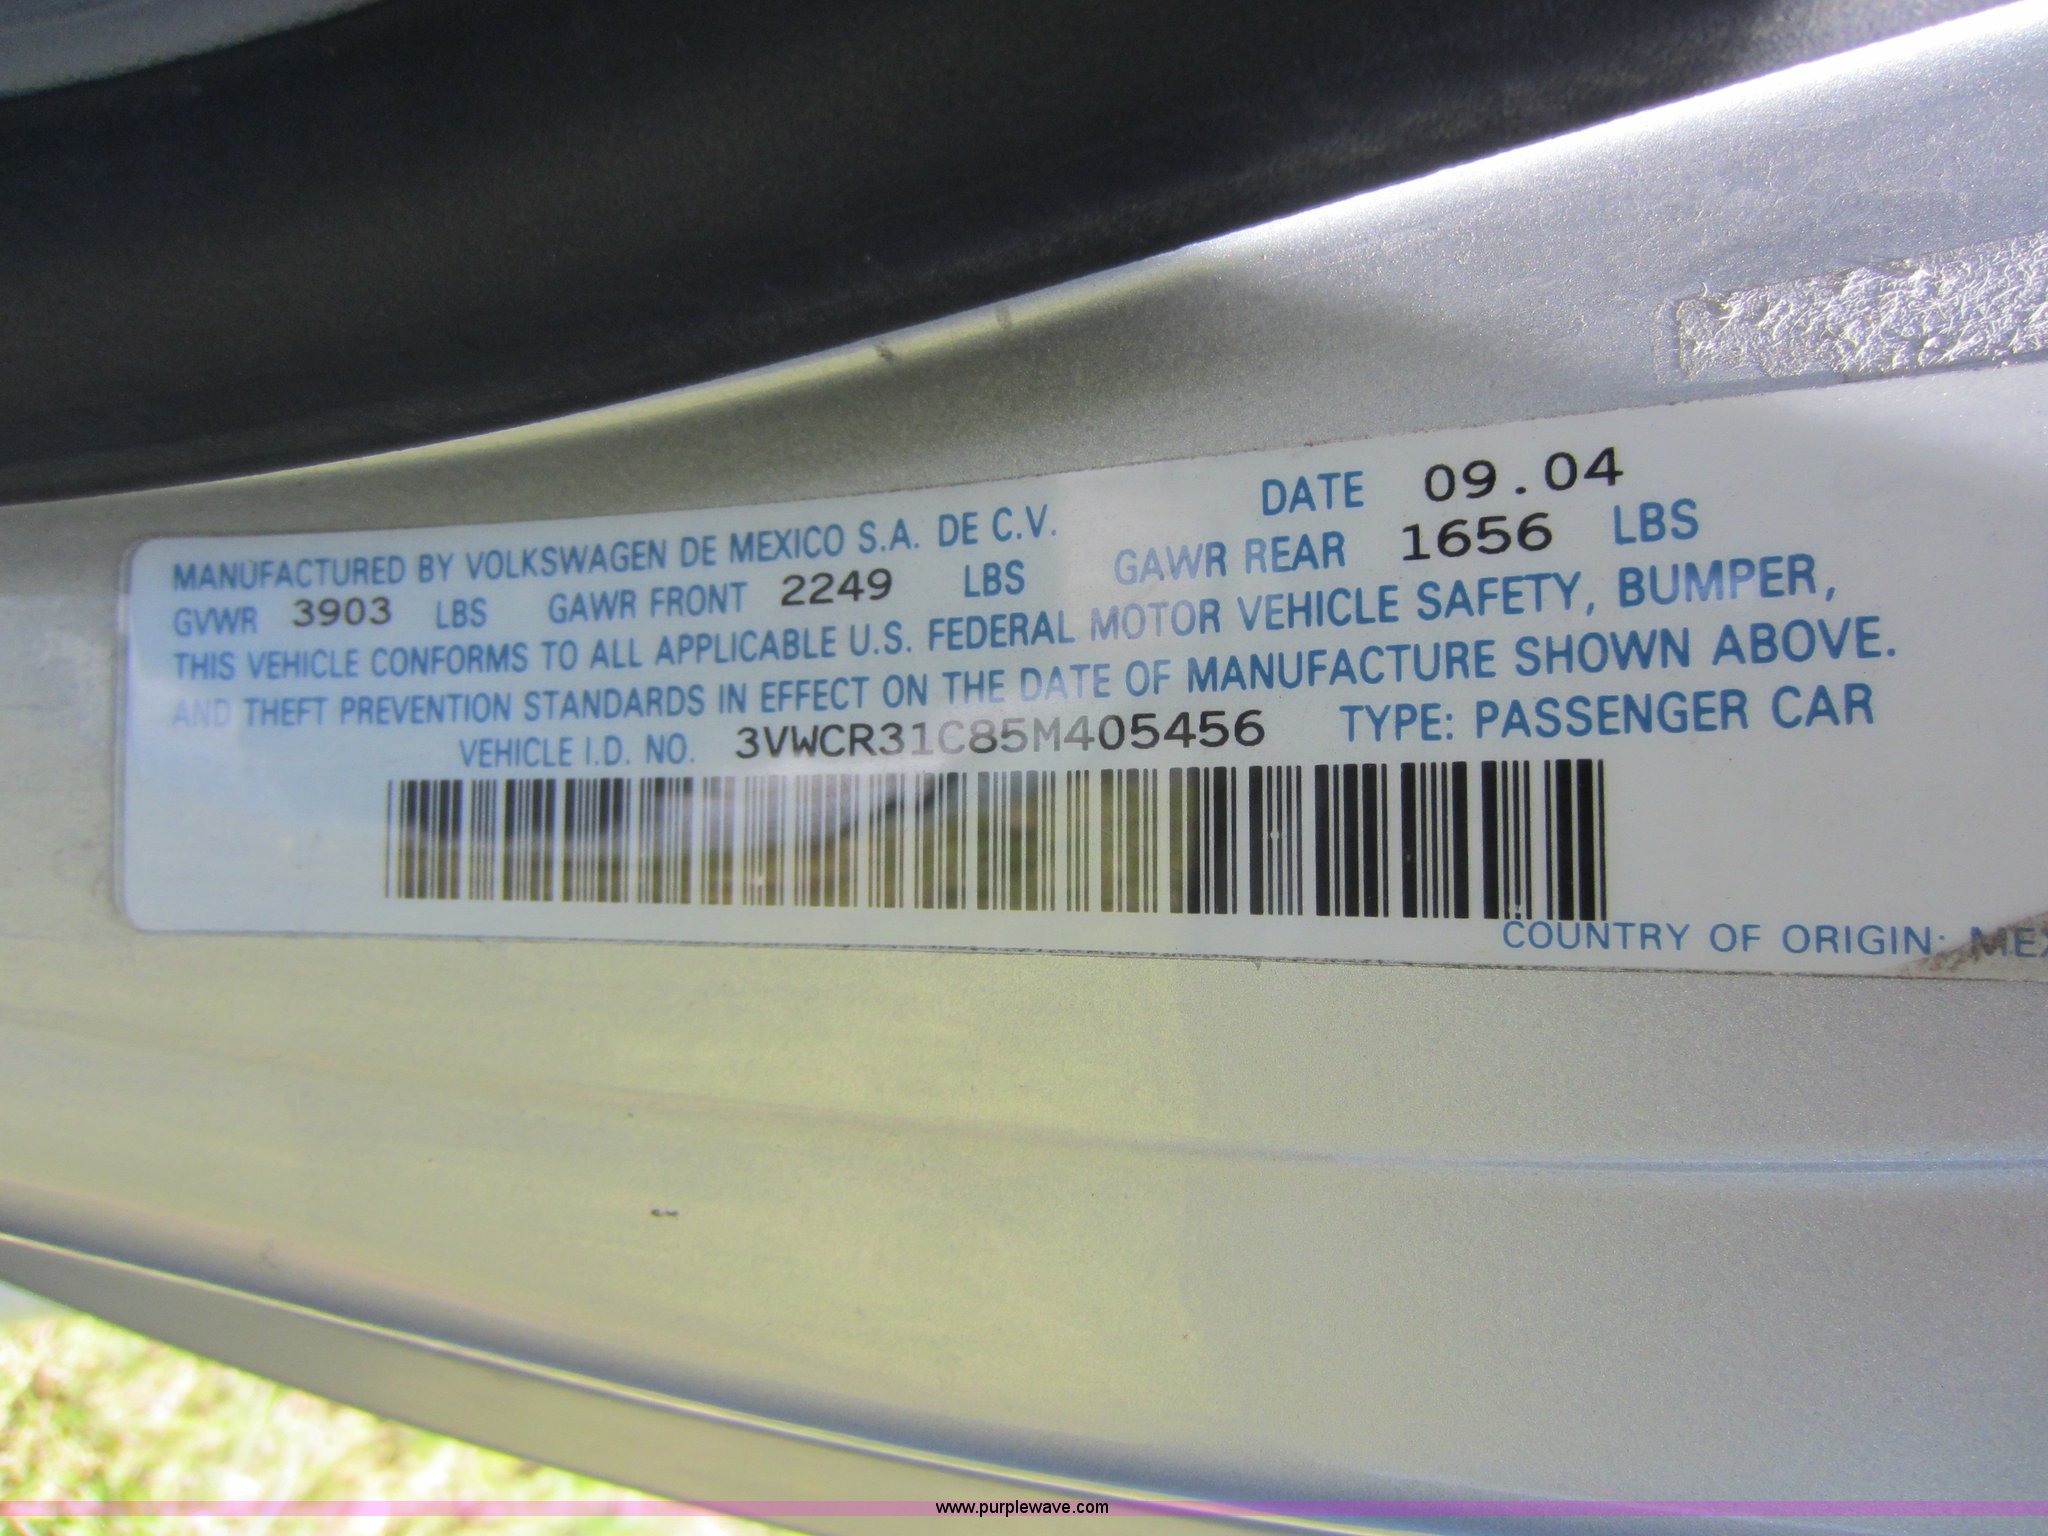 MANUFACTURED BY VOLKSWAGEN DE MEXICO S.A. DE C.V. DATE 09.04
GVWR 3903 LBS GAWR FRONT 2249 LBS GAWR REAR 1656 LBS
THIS VEHICLE CONFORMS TO ALL APPLICABLE U.S. FEDERAL MOTOR VEHICLE SAFETY, BUMPER,
AND THEFT PREVENTION STANDARDS IN EFFECT ON THE DATE OF MANUFACTURE SHOWN ABOVE.
VEHICLE I.D. NO. 3VWCR31C85M405456 TYPE: PASSENGER CAR
COUNTRY OF ORIGIN:
www.purplewave.com